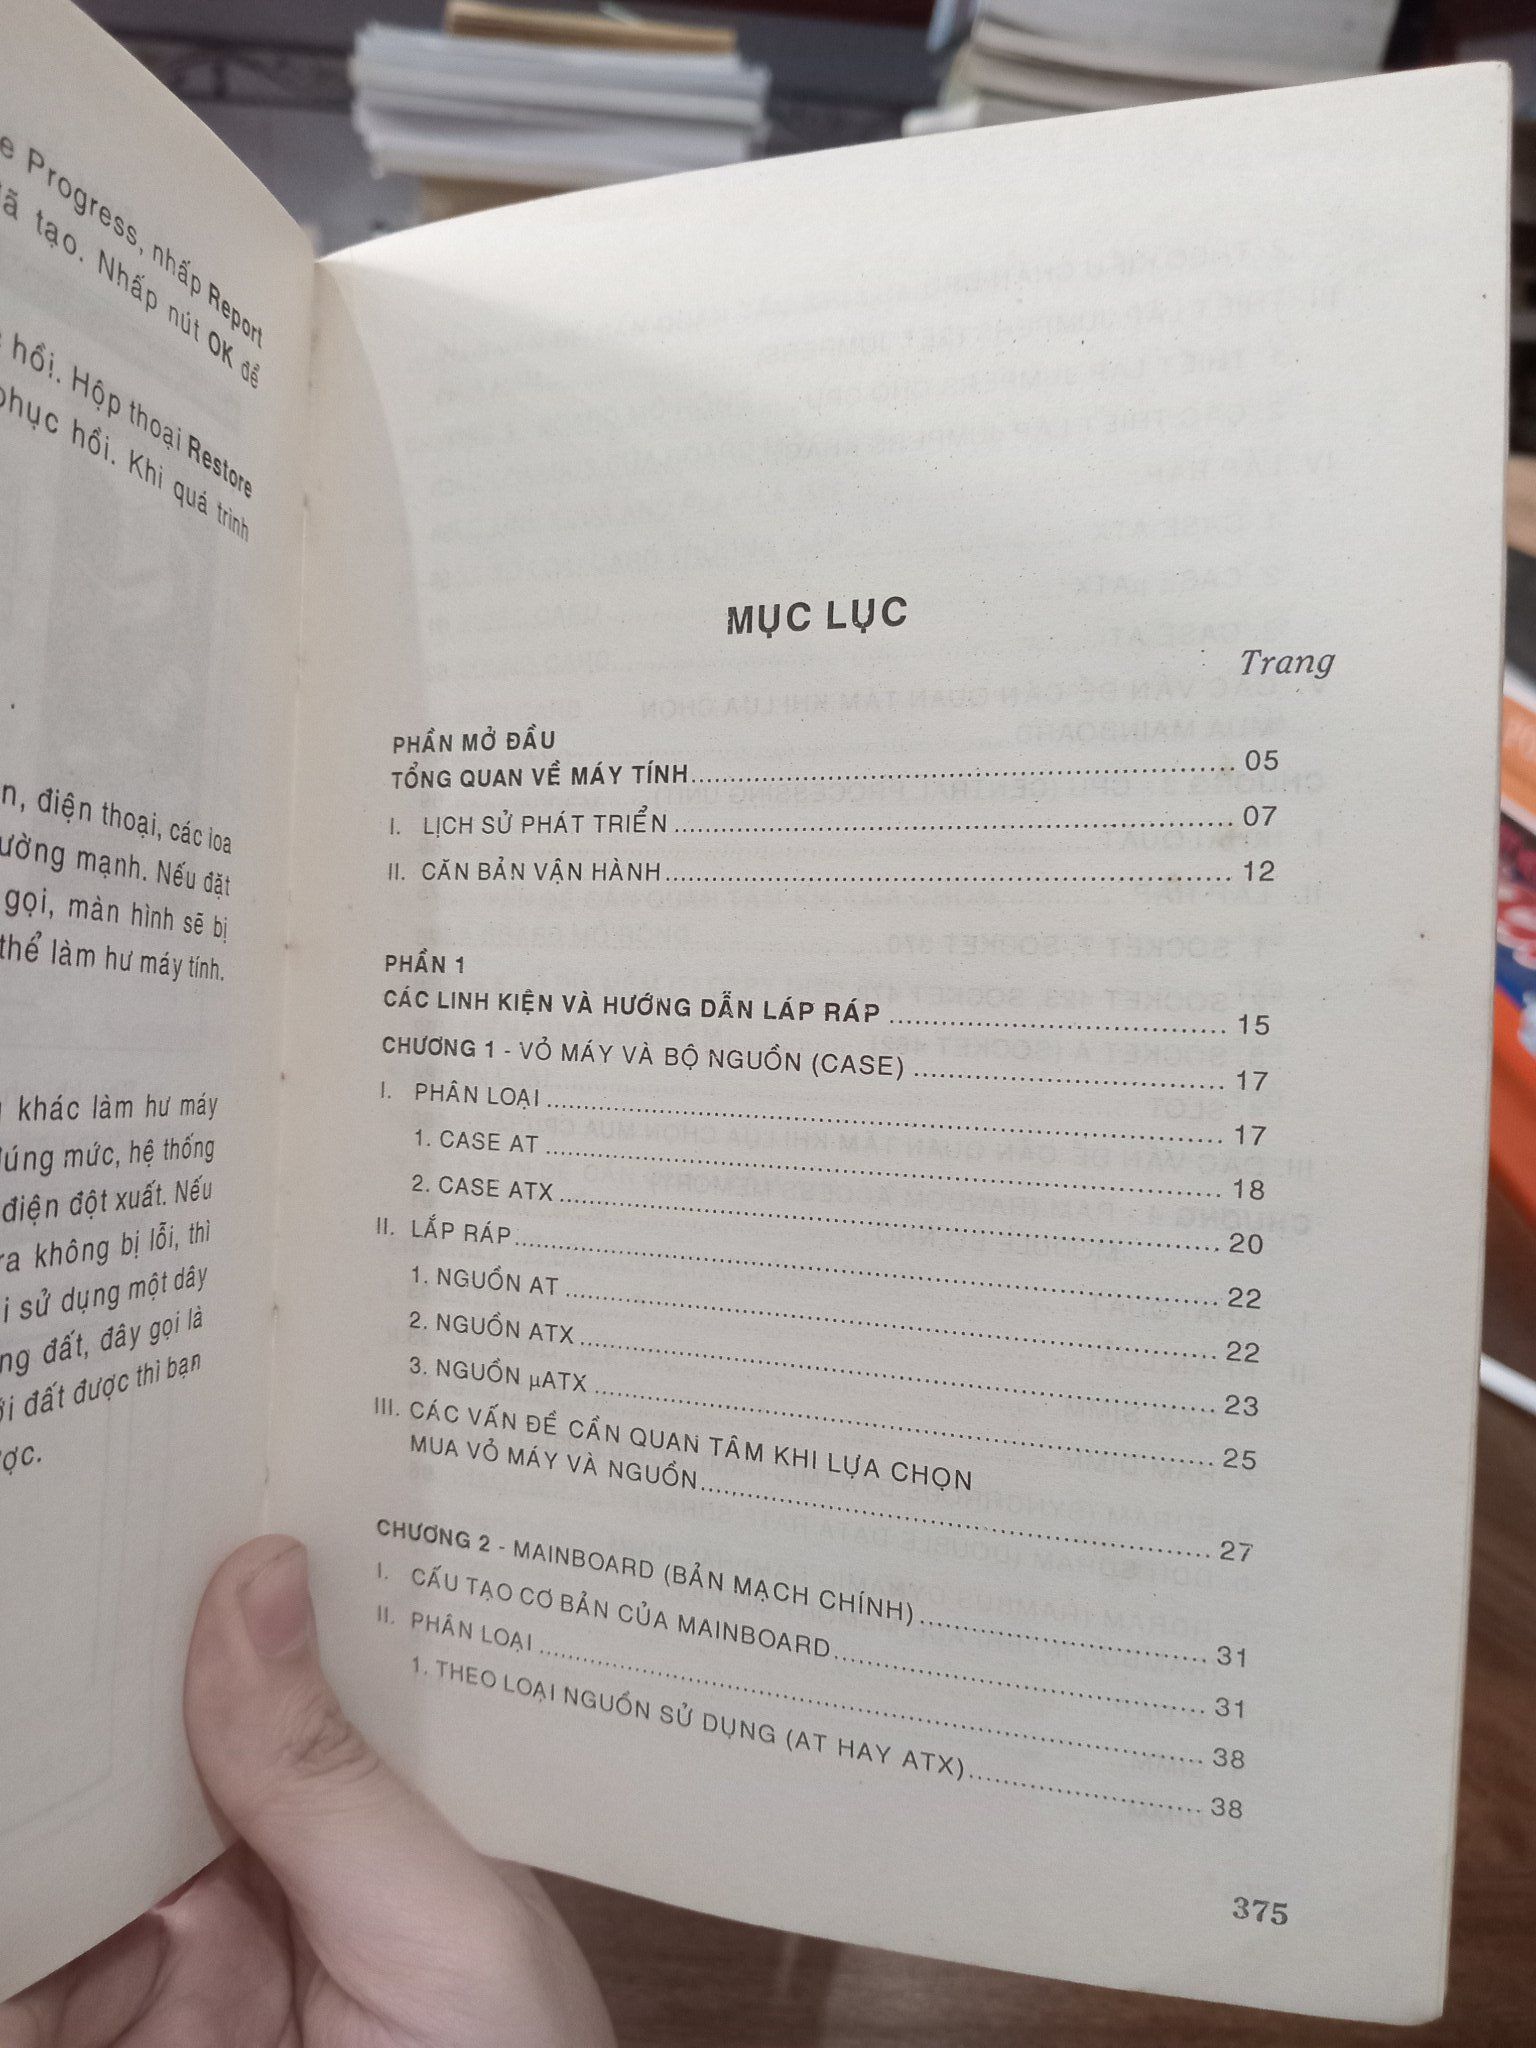 e Progress, nhấp Report
đã tạo. Nhấp nút OK để
hồi. Hộp thoại Restore
phục hồi. Khi quá trình
n, điện thoại, các loa
ường mạnh. Nếu đặt
gọi, màn hình sẽ bị
thể làm hư máy tính.
khác làm hư máy
đúng mức, hệ thống
điện đột xuất. Nếu
ra không bị lỗi, thì
i sử dụng một dây
ng đất, đây gọi là
ới đất được thì bạn
ược.
MỤC LỤC
Trang
PHẦN MỞ ĐẦU
TỔNG QUAN VỀ MÁY TÍNH 05
I. LỊCH SỬ PHÁT TRIỂN 07
II. CĂN BẢN VẬN HÀNH 12
PHẦN 1
CÁC LINH KIỆN VÀ HƯỚNG DẪN LÁP RÁP 15
CHƯƠNG 1 - VỎ MÁY VÀ BỘ NGUỒN (CASE) 17
I. PHÂN LOẠI 17
1. CASE AT 18
2. CASE ATX 20
II. LẮP RÁP 22
1. NGUỒN AT 22
2. NGUỒN ATX 23
3. NGUỒN µATX 25
III. CÁC VẤN ĐỀ CẦN QUAN TÂM KHI LỰA CHỌN
MUA VỎ MÁY VÀ NGUỒN 27
CHƯƠNG 2 - MAINBOARD (BẢN MẠCH CHÍNH) 31
I. CẤU TẠO CƠ BẢN CỦA MAINBOARD 31
II. PHÂN LOẠI 38
1. THEO LOẠI NGUỒN SỬ DỤNG (AT HAY ATX) 38
375